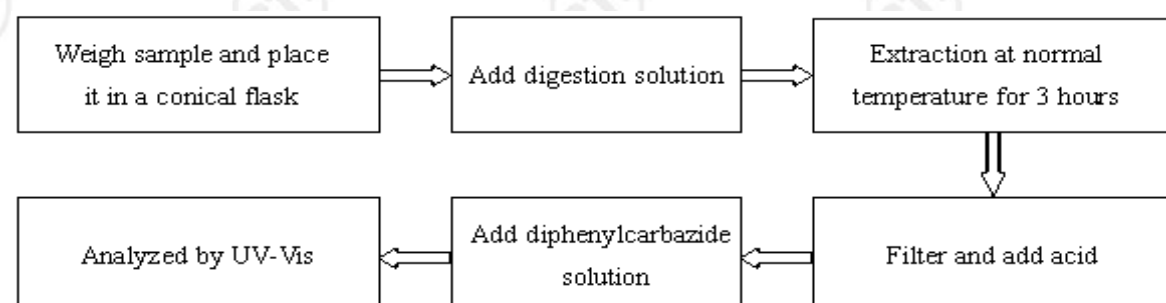 Weigh sample and place
it in a conical flask
Add digestion solution
Extraction at normal
temperature for 3 hours
Filter and add acid
Add diphenylcarbazide
solution
Analyzed by UV-Vis